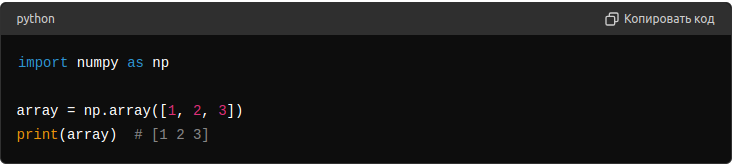 python
Копировать код
import numpy as np
array = np.array([1, 2, 3])
print(array)  # [1 2 3]